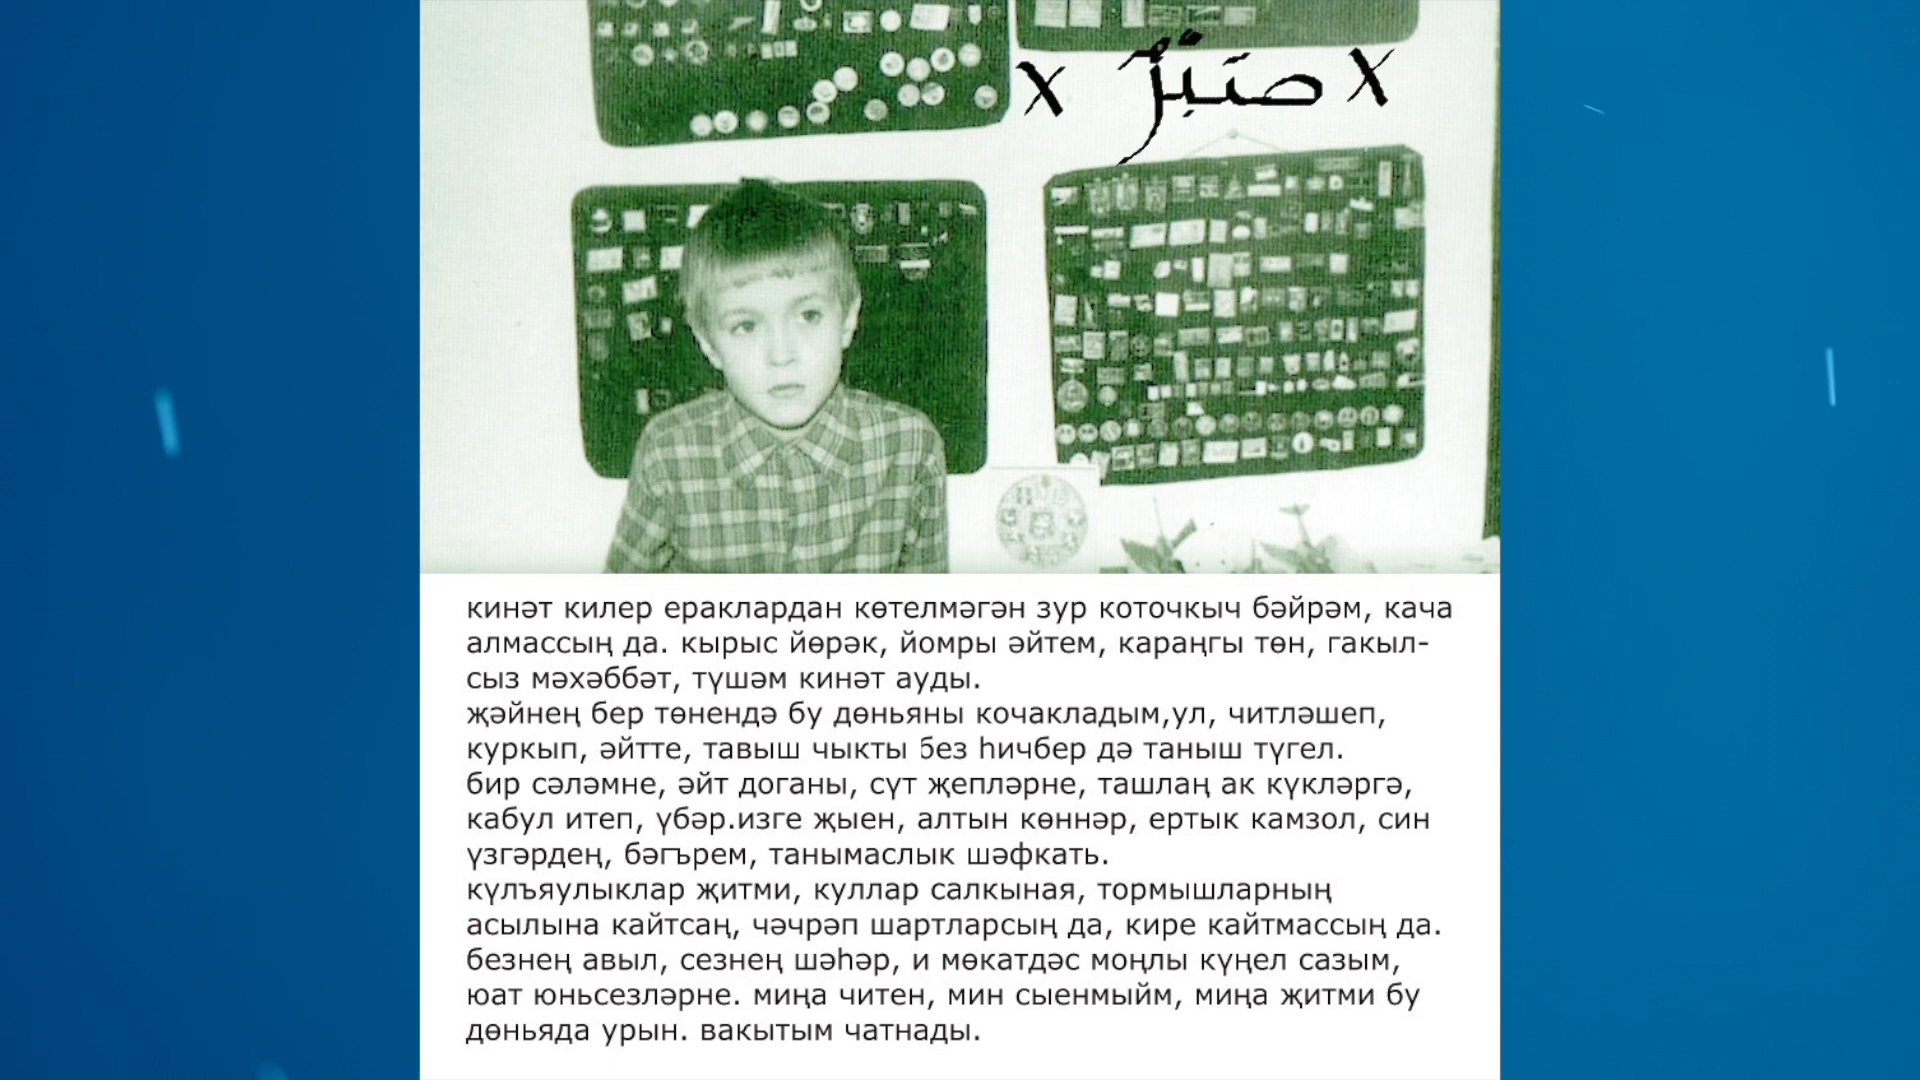 x صَبْرٌ x
кинәт килер ераклардан көтелмәгән зур коточкыч бәйрәм, кача
алмассың да. кырыс йөрәк, йомры әйтем, караңгы төн, гакыл-
сыз мәхәббәт, түшәм кинәт ауды.
җәйнең бер төнендә бу дөньяны кочакладым,ул, читләшеп,
куркып, әйтте, тавыш чыкты без һичбер дә таныш түгел.
бир сәләмне, әйт доганы, сүт җепләрне, ташлаң ак күкләргә,
кабул итеп, үбәр.изге җыен, алтын көннәр, ертык камзол, син
үзгәрдең, бәгърем, танымаслык шәфкать.
күлъяулыклар җитми, куллар салкыная, тормышларның
асылына кайтсаң, чәчрәп шартларсың да, кире кайтмассың да.
безнең авыл, сезнең шәһәр, и мөкатдәс моңлы күңел сазым,
юат юньсезләрне. миңа читен, мин сыенмыйм, миңа җитми бу
дөньяда урын. вакытым чатнады.